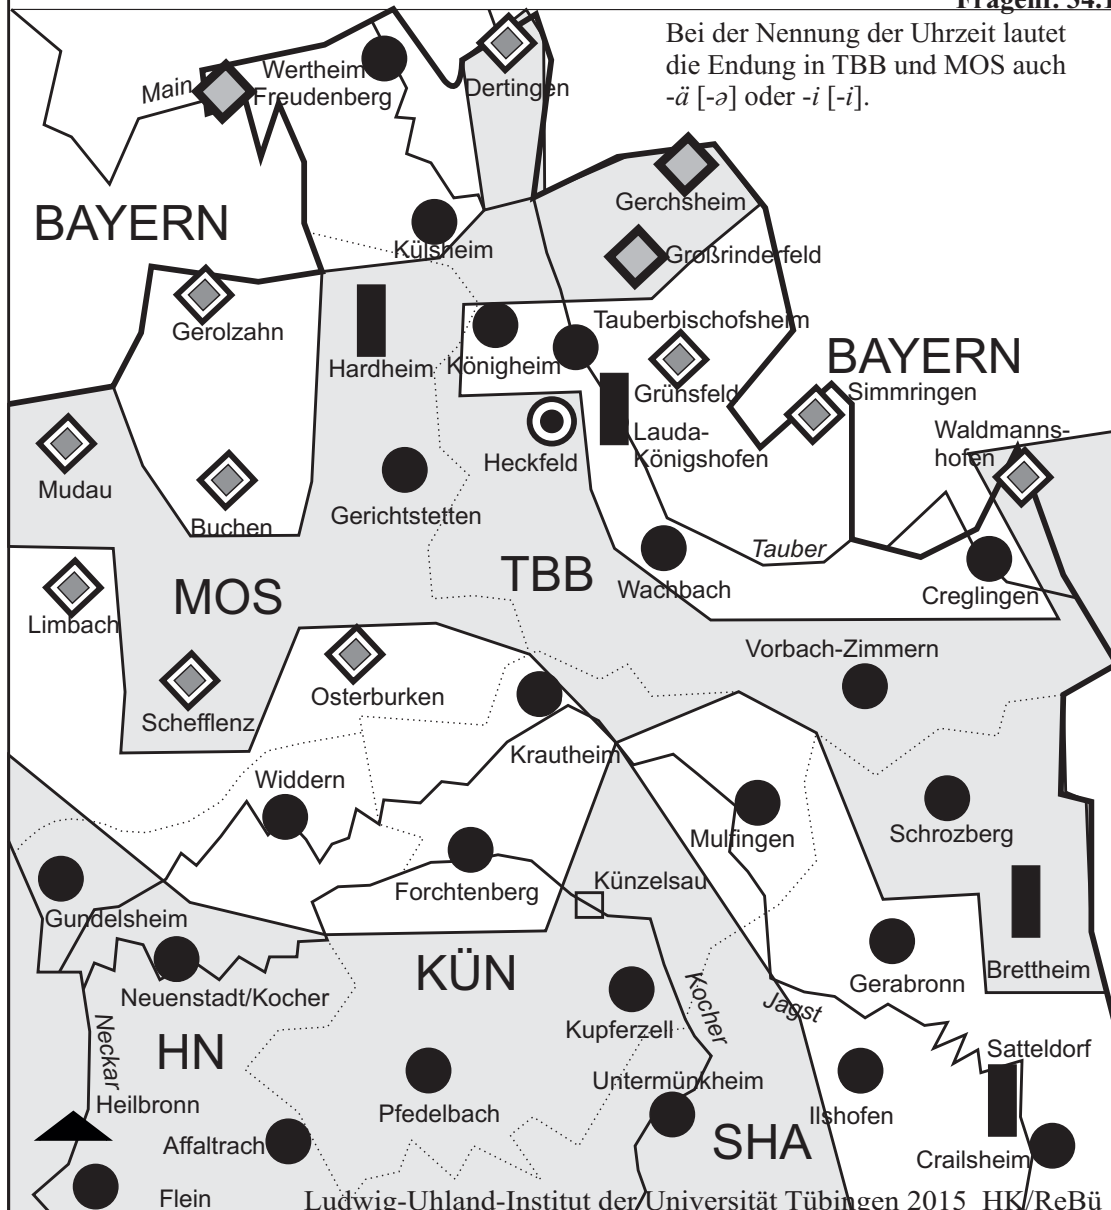 Fragenr. 34.1
Bei der Nennung der Uhrzeit lautet
die Endung in TBB und MOS auch
-ä [-ə] oder -i [-i].
Main
Wertheim
Freudenberg
Dertingen
BAYERN
Külsheim
Gerchsheim
Großrinderfeld
Gerolzahn
Hardheim
Königheim
Tauberbischofsheim
BAYERN
Grünsfeld
Simmringen
Mudau
Buchen
Gerichtstetten
Heckfeld
Lauda-
Königshofen
Waldmanns-
hofen
MOS
TBB
Tauber
Limbach
Wachbach
Creglingen
Schefflenz
Osterburken
Vorbach-Zimmern
Krautheim
Widdern
Mulfingen
Schrozberg
Gundelsheim
Forchtenberg
Künzelsau
Neuenstadt/Kocher
KÜN
Gerabronn
Brettheim
Neckar
HN
Kocher
Jagst
Kupferzell
Satteldorf
Heilbronn
Pfedelbach
Untermünkheim
Ilshofen
Affaltrach
SHA
Crailsheim
Flein
Ludwig-Uhland-Institut der Universität Tübingen 2015 HK/ReBü